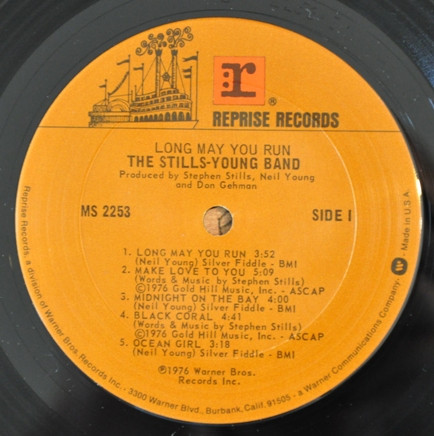 r
®
REPRISE RECORDS
LONG MAY YOU RUN
THE STILLS-YOUNG BAND
Produced by Stephen Stills, Neil Young
and Don Gehman
MS 2253
SIDE 1
1. LONG MAY YOU RUN 3:52
(Neil Young) Silver Fiddle - BMI
2. MAKE LOVE TO YOU 5:09
(Words & Music by Stephen Stills)
©1976 Gold Hill Music, Inc. - ASCAP
3. MIDNIGHT ON THE BAY 4:00
(Neil Young) Silver Fiddle - BMI
4. BLACK CORAL 4:41
(Words & Music by Stephen Stills)
©1976 Gold Hill Music, Inc. - ASCAP
5. OCEAN GIRL 3:18
(Neil Young) Silver Fiddle - BMI
℗1976 Warner Bros.
Records Inc.
Reprise Records, a division of Warner Bros. Records Inc. - 3300 Warner Blvd., Burbank, Calif. 91505 - a Warner Communications Company. W Made in U.S.A.